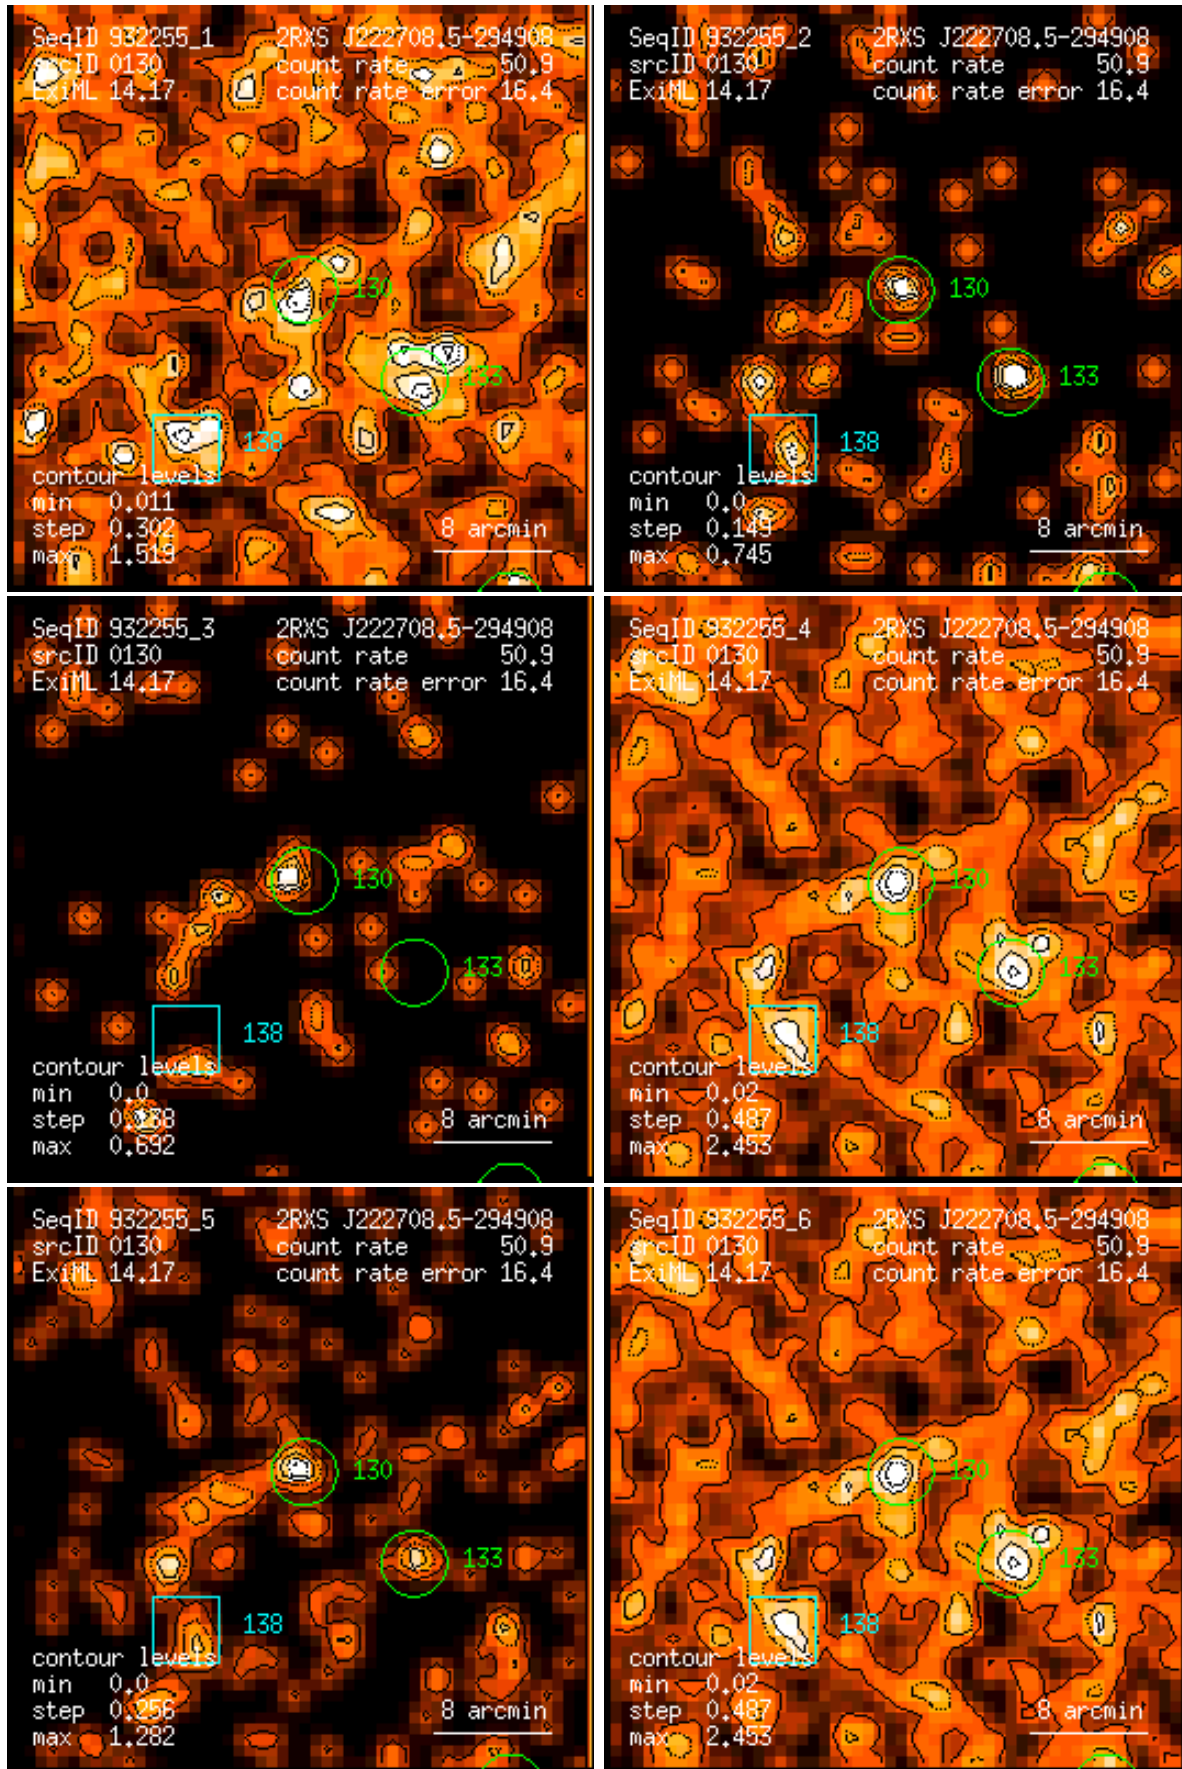 SeqID 932255_1 2RXS J222708.5-294908
srcID 0130 count rate 50.9
ExiML 14.17 count rate error 16.4
130
133
138
contour levels
min 0.011
step 0.302 8 arcmin
max 1.519
SeqID 932255_2 2RXS J222708.5-294908
srcID 0130 count rate 50.9
ExiML 14.17 count rate error 16.4
130
133
138
contour levels
min 0.0
step 0.149 8 arcmin
max 0.745
SeqID 932255_3 2RXS J222708.5-294908
srcID 0130 count rate 50.9
ExiML 14.17 count rate error 16.4
130
133
138
contour levels
min 0.0
step 8 arcmin
max 0.692
SeqID 932255_4 2RXS J222708.5-294908
srcID 0130 count rate 50.9
ExiML 14.17 count rate error 16.4
130
133
138
contour levels
min 0.02
step 0.487 8 arcmin
max 2.453
SeqID 932255_5 2RXS J222708.5-294908
srcID 0130 count rate 50.9
ExiML 14.17 count rate error 16.4
130
133
138
contour levels
min 0.0
step 0.256 8 arcmin
max 1.282
SeqID 932255_6 2RXS J222708.5-294908
srcID 0130 count rate 50.9
ExiML 14.17 count rate error 16.4
130
133
138
contour levels
min 0.02
step 0.487 8 arcmin
max 2.453